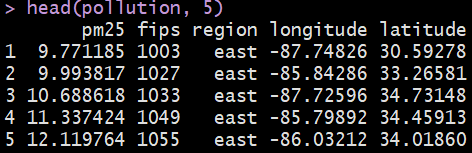 > head(pollution, 5)
pm25 fips region longitude latitude
1 9.771185 1003 east -87.74826 30.59278
2 9.993817 1027 east -85.84286 33.26581
3 10.688618 1033 east -87.72596 34.73148
4 11.337424 1049 east -85.79892 34.45913
5 12.119764 1055 east -86.03212 34.01860